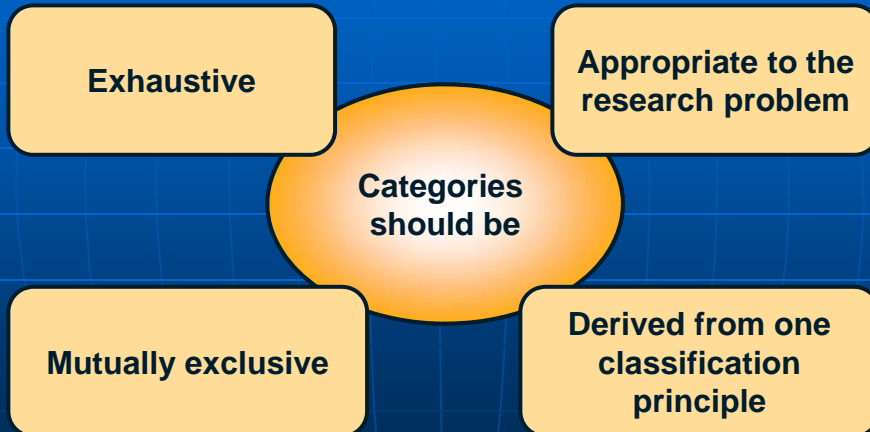 Exhaustive
Appropriate to the
research problem
Categories
should be
Mutually exclusive
Derived from one
classification
principle